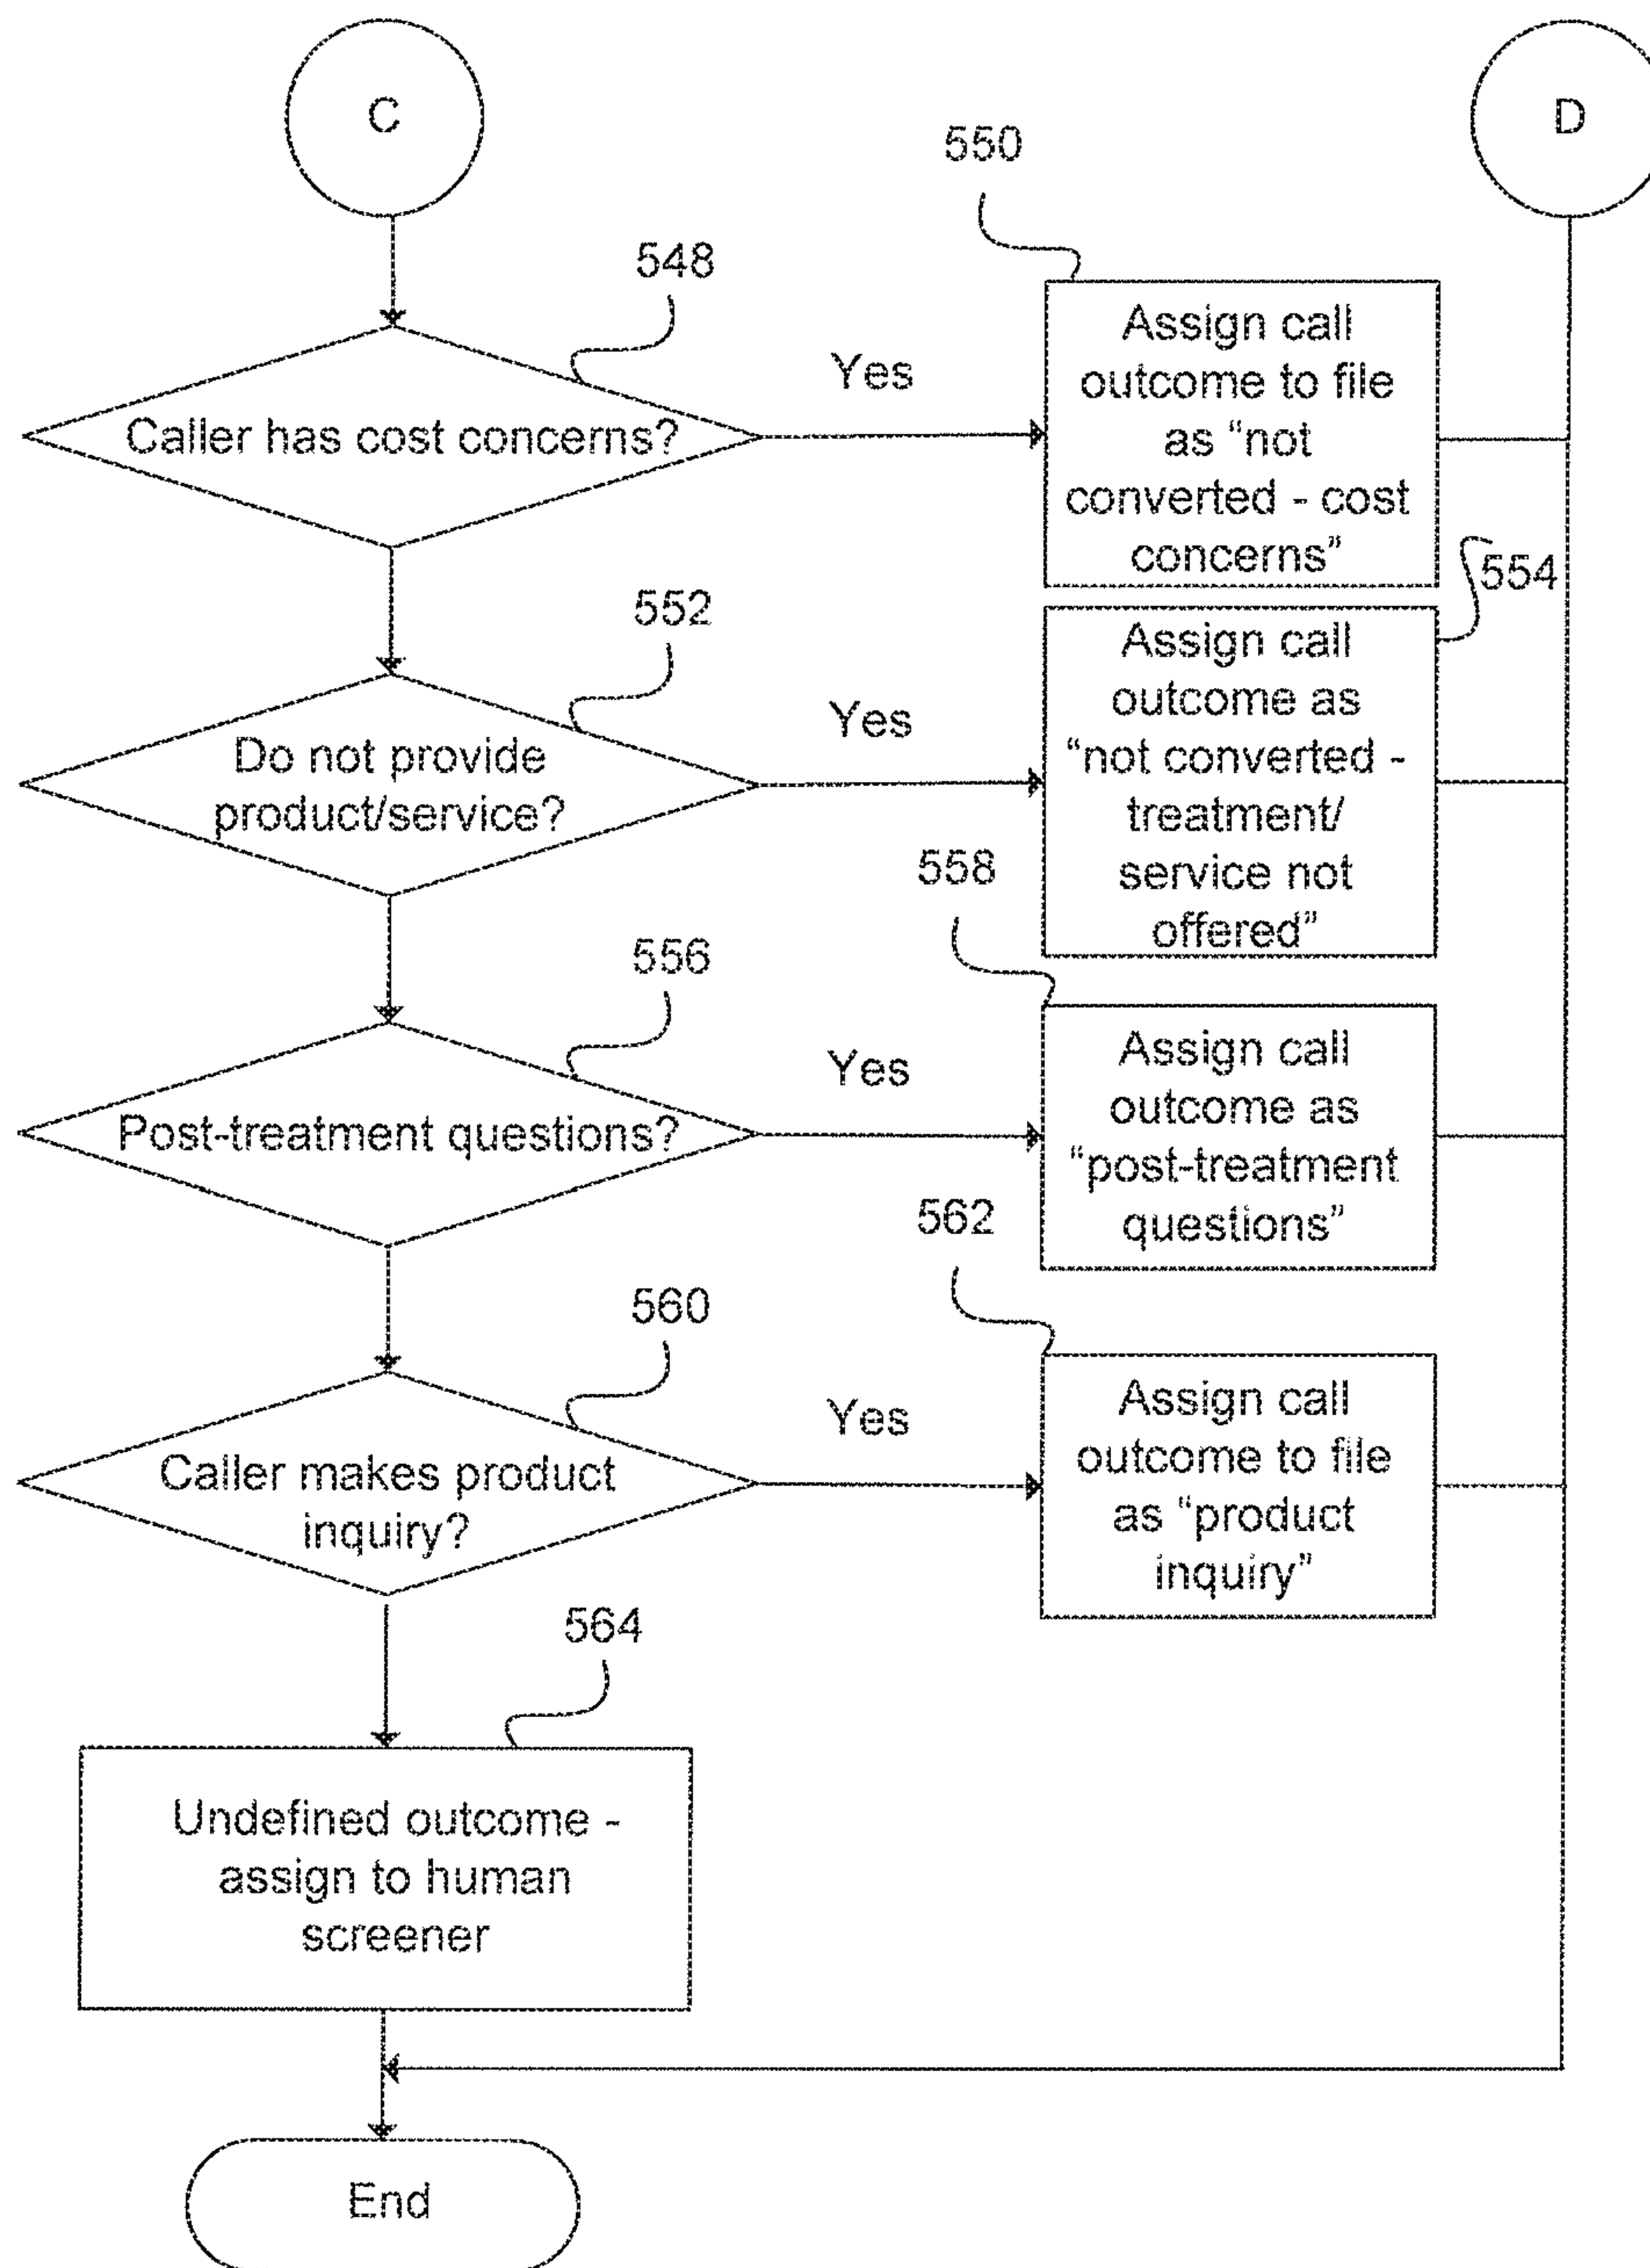 C
D
550
548
Yes
Caller has cost concerns?
Assign call
outcome to file
as “not
converted - cost
concerns”
554
552
Yes
Do not provide
product/service?
Assign call
outcome as
“not converted -
treatment/
service not
offered”
558
556
Yes
Post-treatment questions?
Assign call
outcome as
“post-treatment
questions”
562
560
Yes
Caller makes product
inquiry?
Assign call
outcome to file
as “product
inquiry”
564
Undefined outcome -
assign to human
screener
End